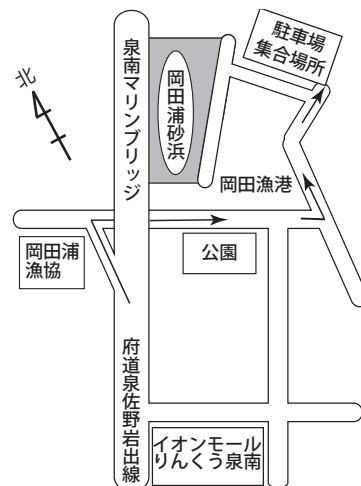 駐車場
集合場所
北
泉南マリンブリッジ
岡田浦砂浜
岡田漁港
岡田浦
漁協
公園
府道泉佐野岩出線
イオンモール
りんくう泉南